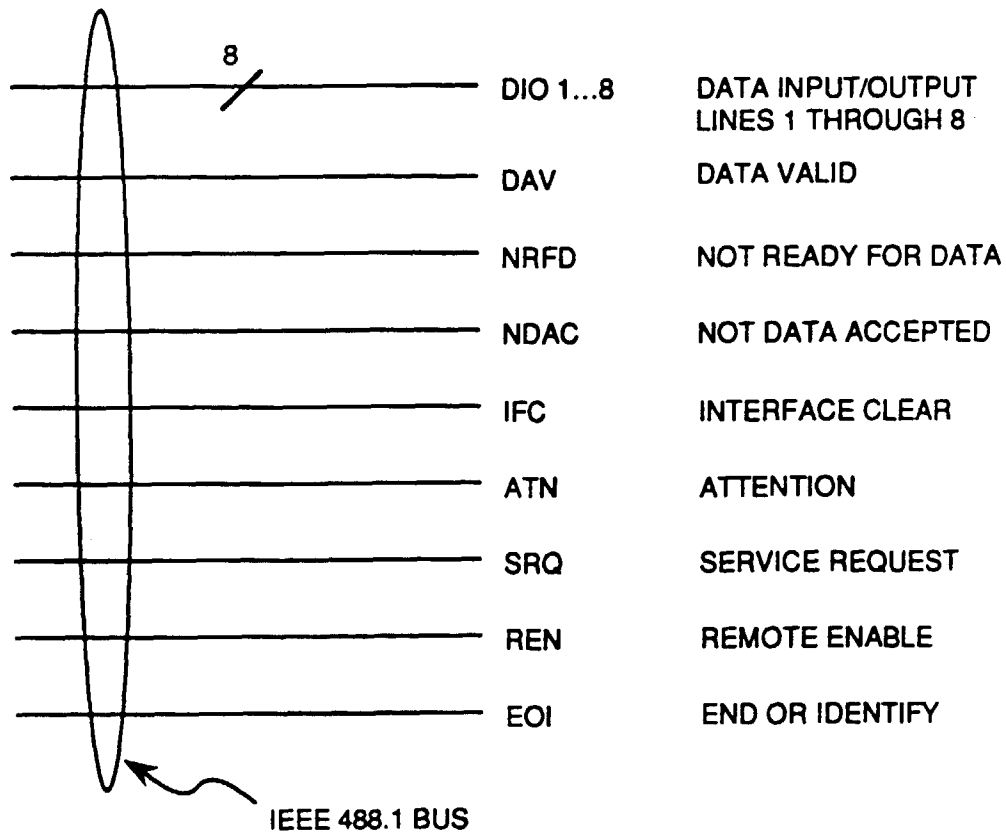 8
DIO 1...8 DATA INPUT/OUTPUT
LINES 1 THROUGH 8
DAV DATA VALID
NRFD NOT READY FOR DATA
NDAC NOT DATA ACCEPTED
IFC INTERFACE CLEAR
ATN ATTENTION
SRQ SERVICE REQUEST
REN REMOTE ENABLE
EOI END OR IDENTIFY
IEEE 488.1 BUS